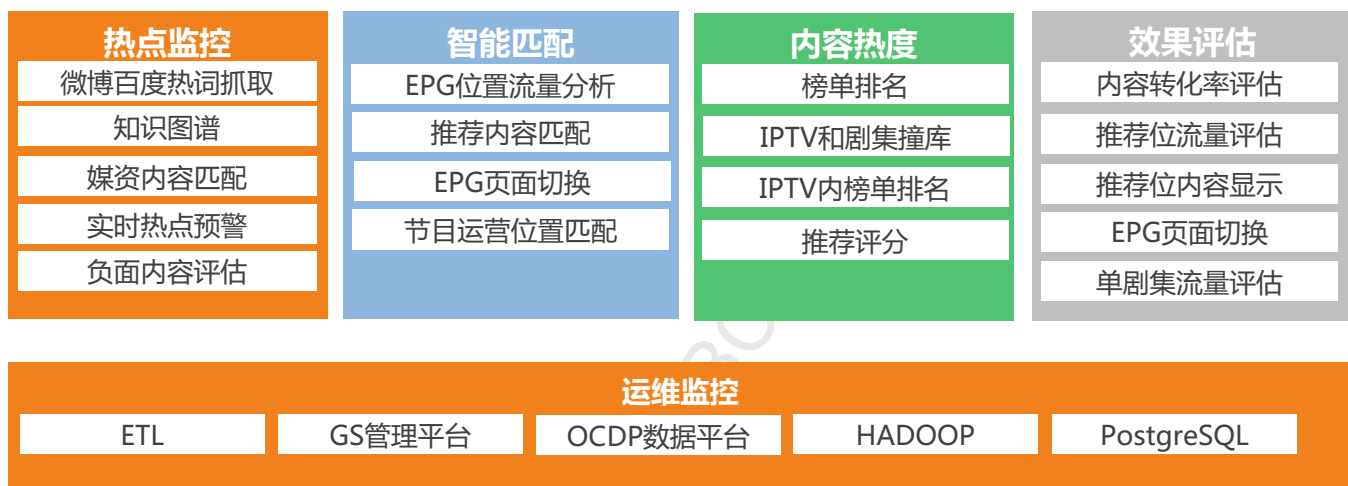 热点监控
微博百度热词抓取
知识图谱
媒资内容匹配
实时热点预警
负面内容评估
智能匹配
EPG位置流量分析
推荐内容匹配
EPG页面切换
节目运营位置匹配
内容热度
榜单排名
IPTV和剧集撞库
IPTV内榜单排名
推荐评分
效果评估
内容转化率评估
推荐位流量评估
推荐位内容显示
EPG页面切换
单剧集流量评估
运维监控
ETL
GS管理平台
OCDP数据平台
HADOOP
PostgreSQL